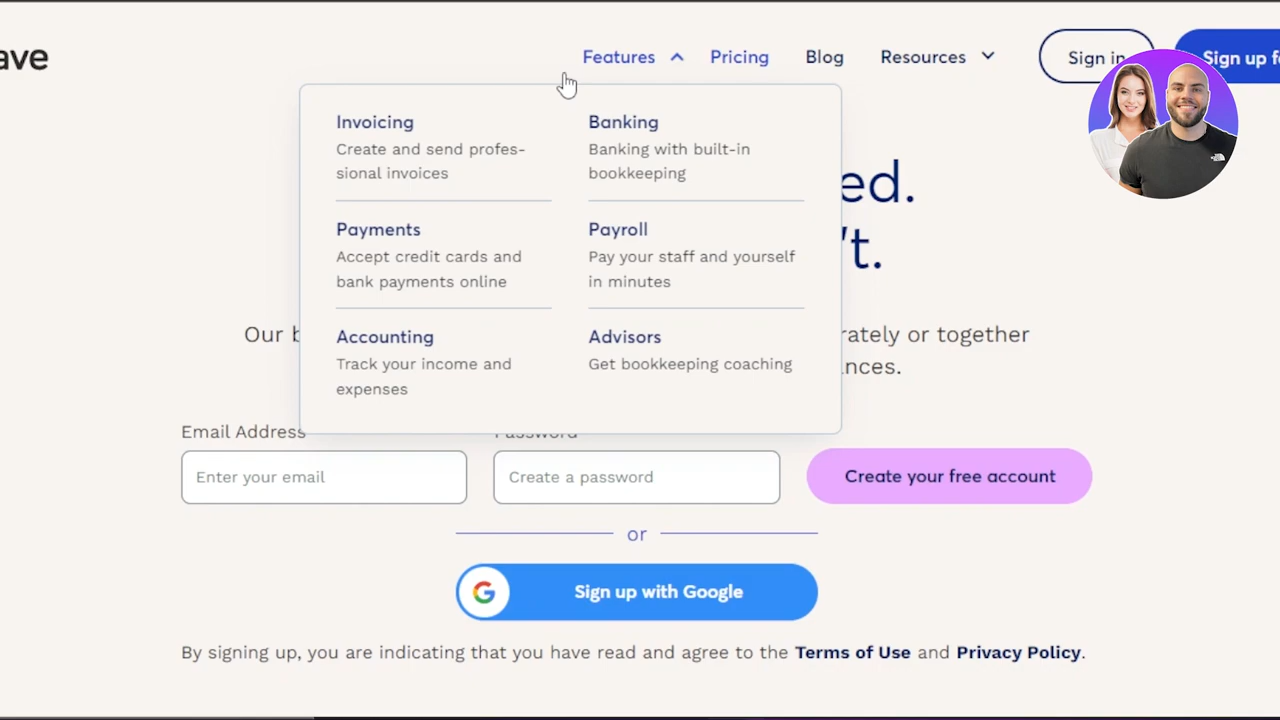 ave
Features Pricing Blog Resources Sign in Sign up f
Invoicing
Create and send profes-
sional invoices
Banking
Banking with built-in
bookkeeping
Payments
Accept credit cards and
bank payments online
Payroll
Pay your staff and yourself
in minutes
Accounting
Track your income and
expenses
Advisors
Get bookkeeping coaching
ed.
't.
Our b rately or together
nces.
Email Address Password
Enter your email Create a password Create your free account
or
G Sign up with Google
By signing up, you are indicating that you have read and agree to the Terms of Use and Privacy Policy.